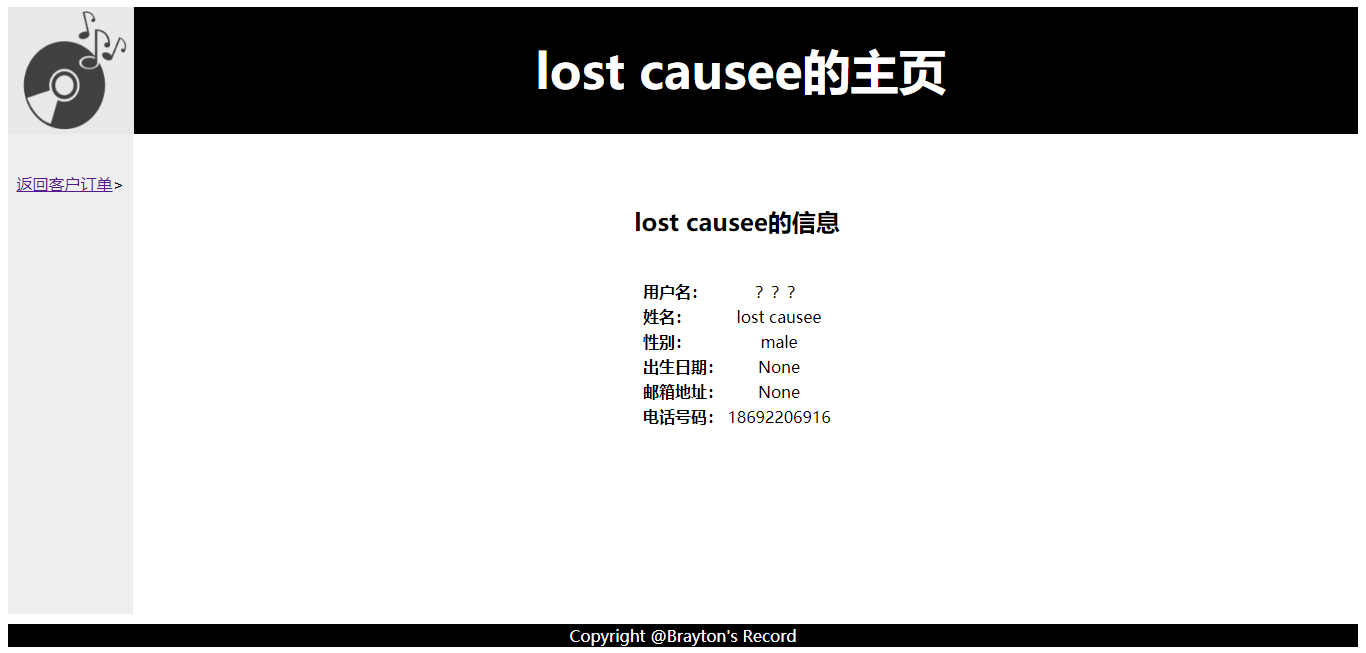 lost causee的主页
返回客户订单>
lost causee的信息
用户名： ？？？
姓名： lost causee
性别： male
出生日期： None
邮箱地址： None
电话号码： 18692206916
Copyright @Brayton's Record